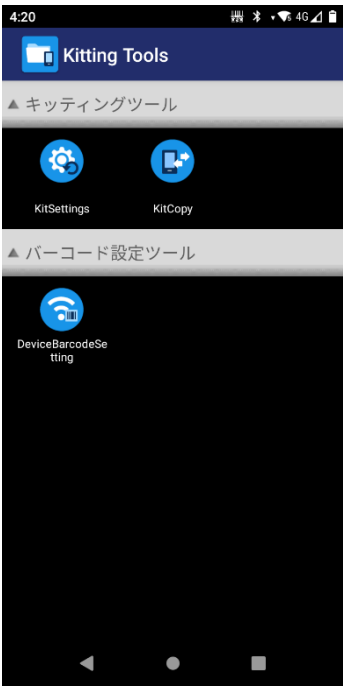 4:20 4G
Kitting Tools
▲ キッティングツール
KitSettings KitCopy
▲ バーコード設定ツール
DeviceBarcodeSe
tting